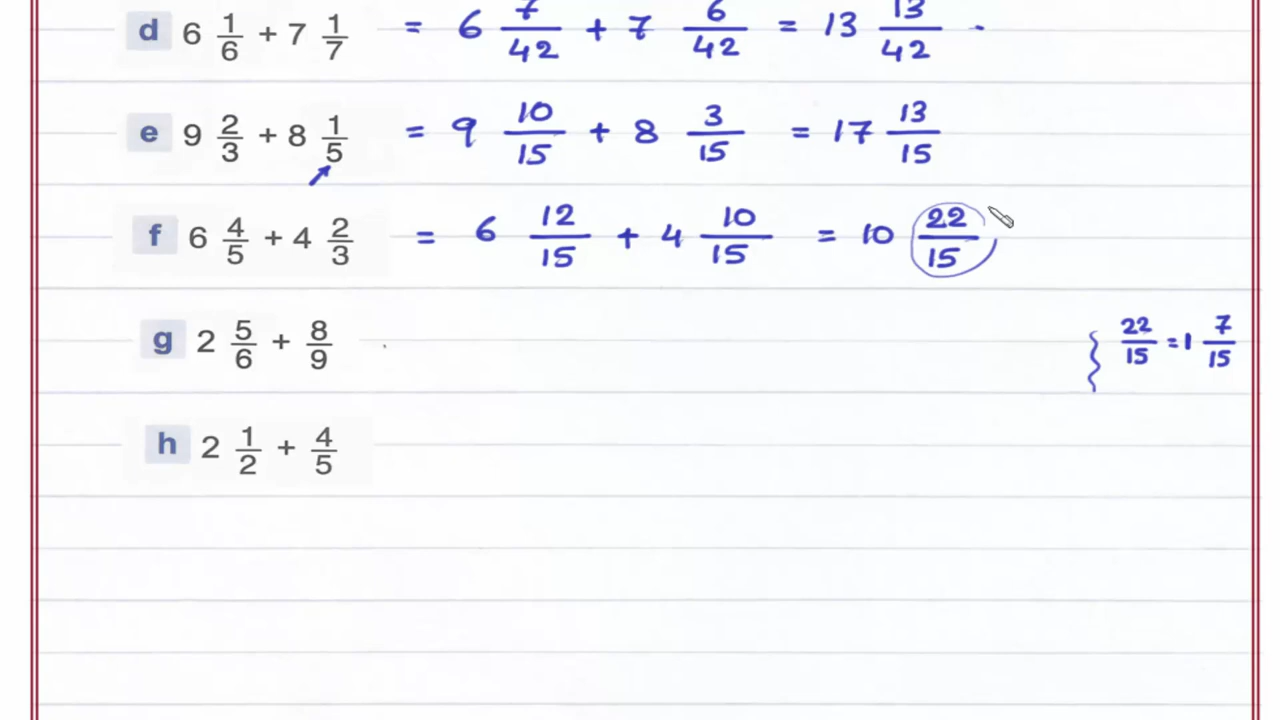 d 6 1/6 + 7 1/7 = 6 7/42 + 7 6/42 = 13 13/42 .
e 9 2/3 + 8 1/5 = 9 10/15 + 8 3/15 = 17 13/15
f 6 4/5 + 4 2/3 = 6 12/15 + 4 10/15 = 10 22/15
g 2 5/6 + 8/9
22/15 = 1 7/15
h 2 1/2 + 4/5